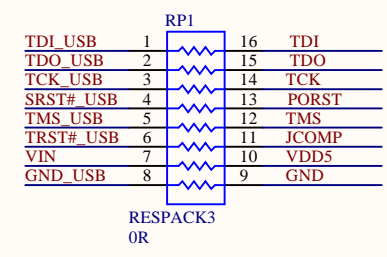 RP1
TDI_USB 1 16 TDI
TDO_USB 2 15 TDO
TCK_USB 3 14 TCK
SRST#_USB 4 13 PORST
TMS_USB 5 12 TMS
TRST#_USB 6 11 JCOMP
VIN 7 10 VDD5
GND_USB 8 9 GND
RESPACK3
0R